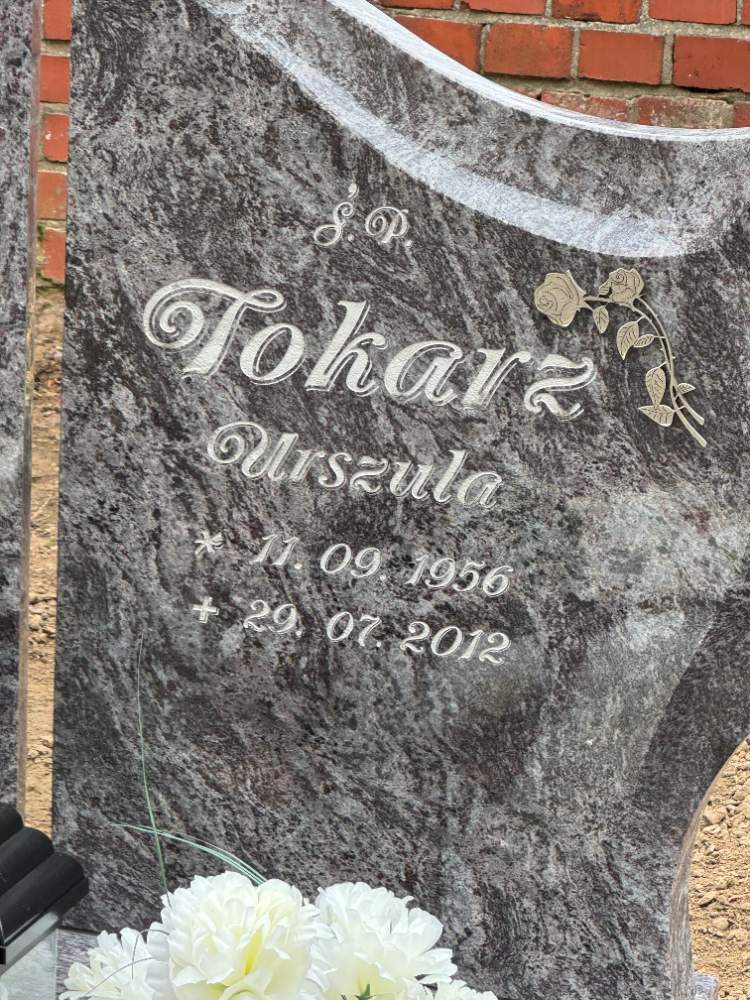 Ś. P.
Tokarz
Urszula
* 11. 09. 1956
+ 29. 07. 2012